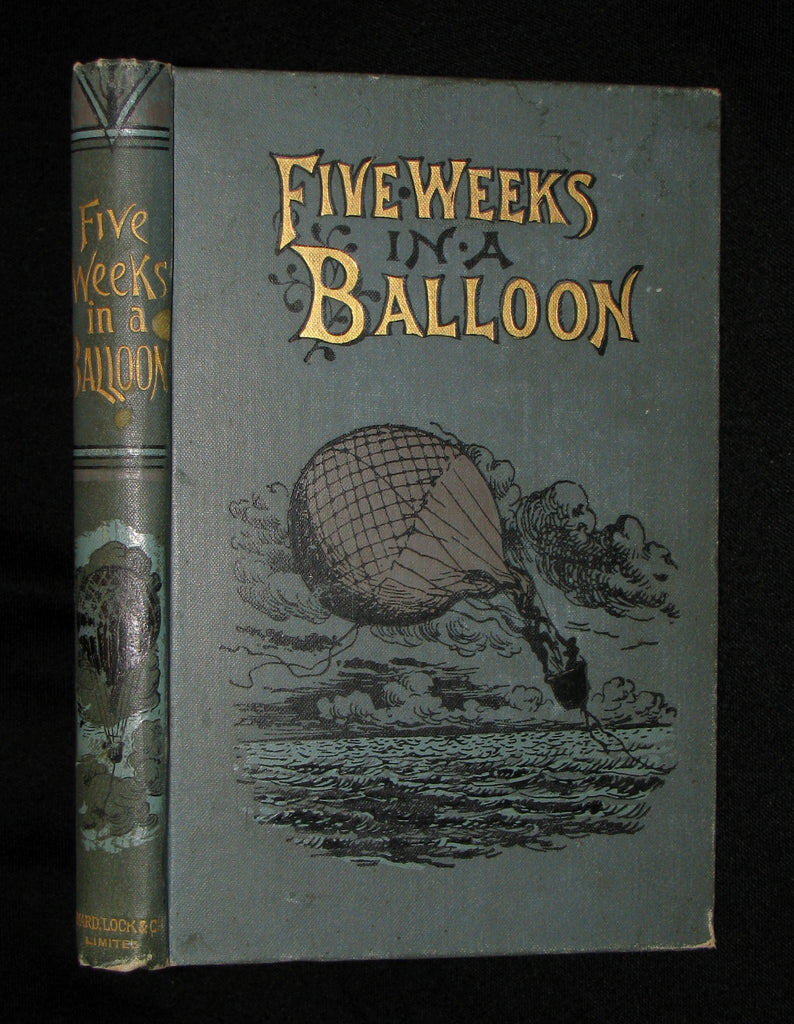 FIVE·WEEKS
IN·A
BALLOON
Five
Weeks
in a
BALLOON
WARD, LOCK & Co
LIMITED